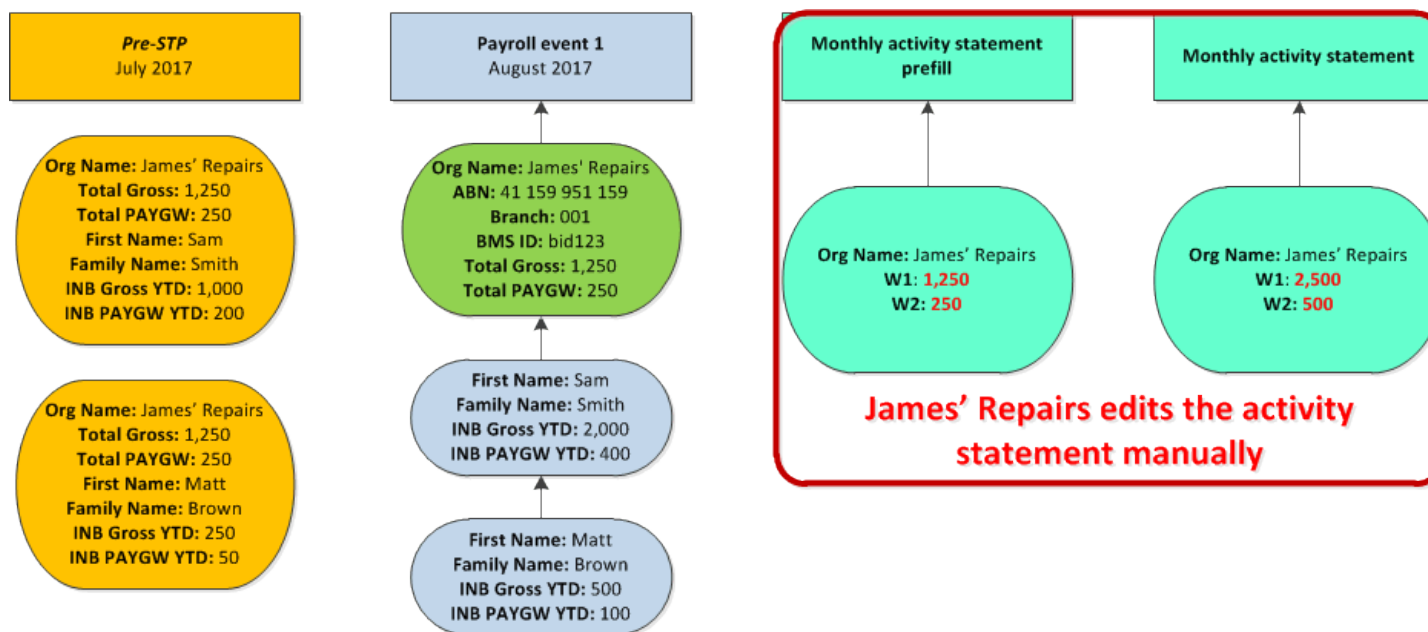 Pre-STP
July 2017
Org Name: James’ Repairs
Total Gross: 1,250
Total PAYGW: 250
First Name: Sam
Family Name: Smith
INB Gross YTD: 1,000
INB PAYGW YTD: 200
Org Name: James’ Repairs
Total Gross: 1,250
Total PAYGW: 250
First Name: Matt
Family Name: Brown
INB Gross YTD: 250
INB PAYGW YTD: 50
Payroll event 1
August 2017
Org Name: James' Repairs
ABN: 41 159 951 159
Branch: 001
BMS ID: bid123
Total Gross: 1,250
Total PAYGW: 250
First Name: Sam
Family Name: Smith
INB Gross YTD: 2,000
INB PAYGW YTD: 400
First Name: Matt
Family Name: Brown
INB Gross YTD: 500
INB PAYGW YTD: 100
Monthly activity statement
prefill
Org Name: James’ Repairs
W1: 1,250
W2: 250
Monthly activity statement
Org Name: James’ Repairs
W1: 2,500
W2: 500
James’ Repairs edits the activity
statement manually